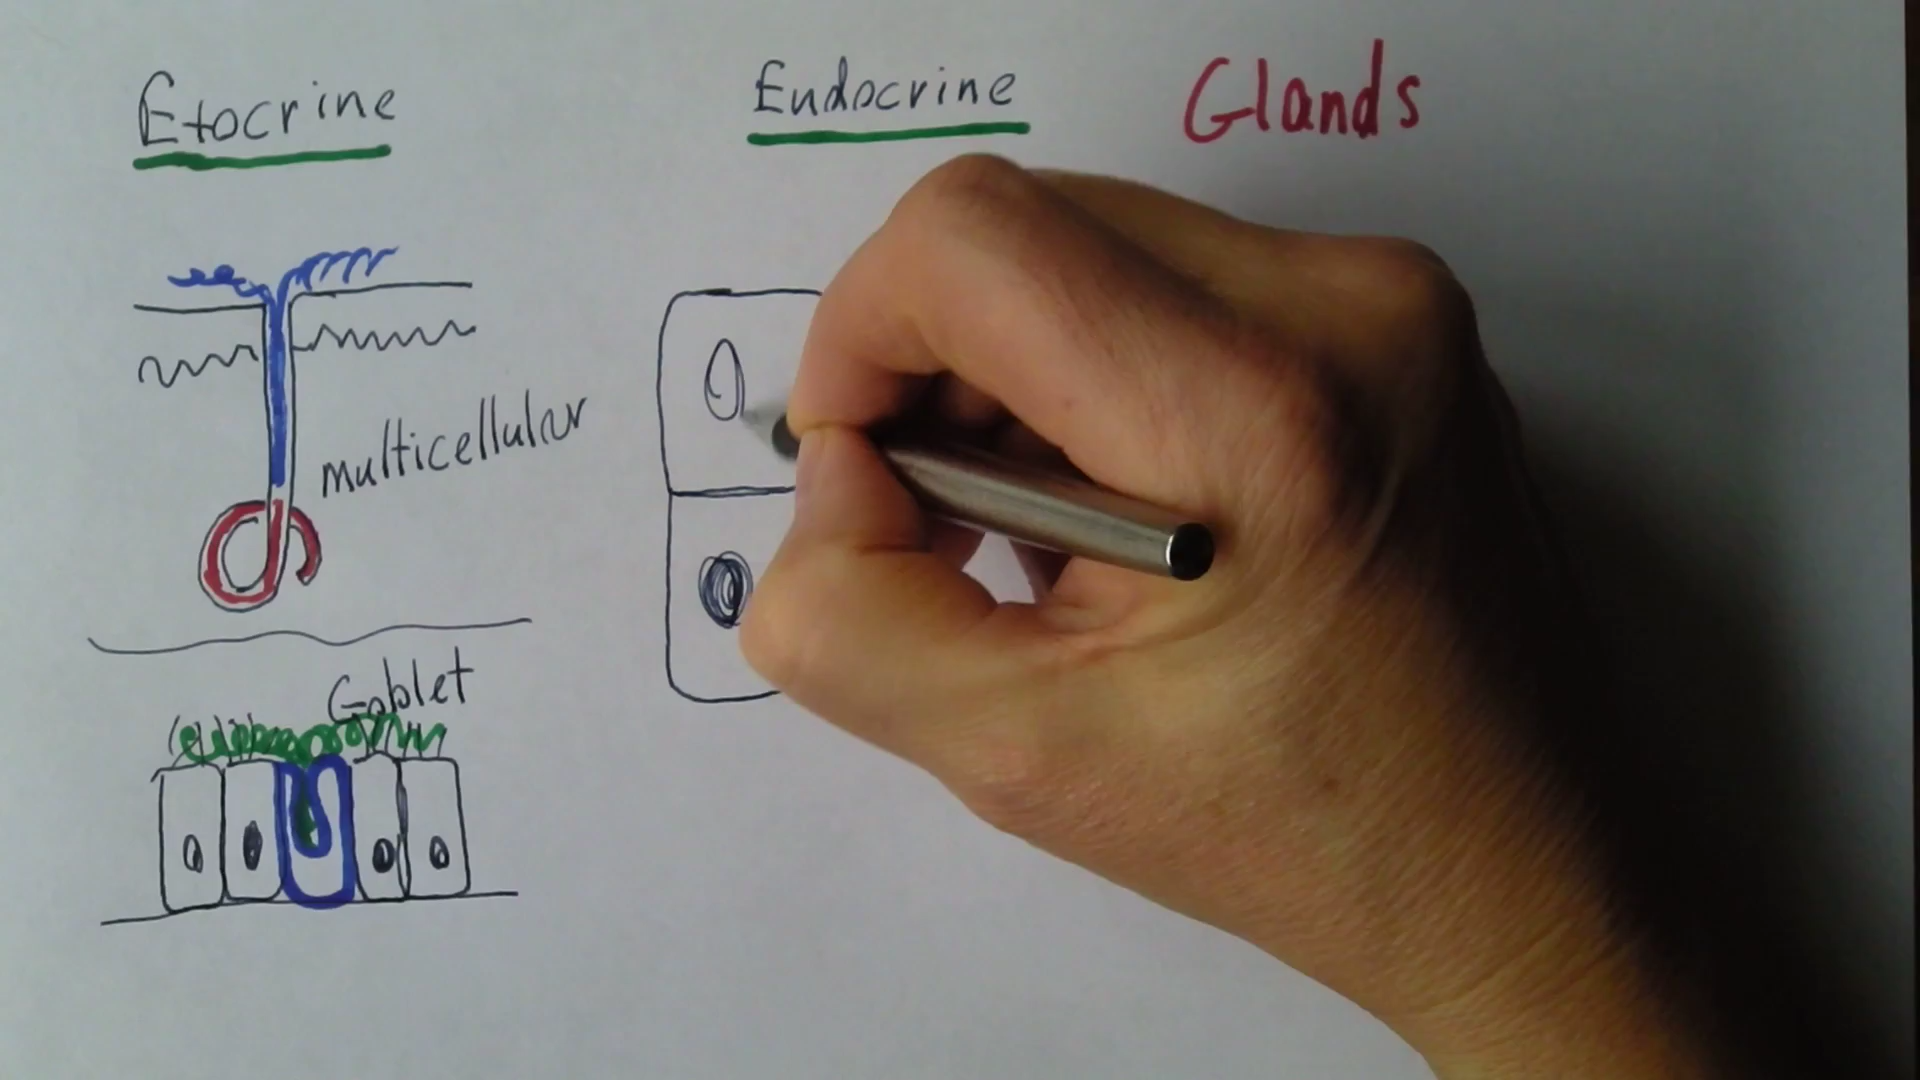 Etocrine
Endocrine
Glands
multicellular
Goblet